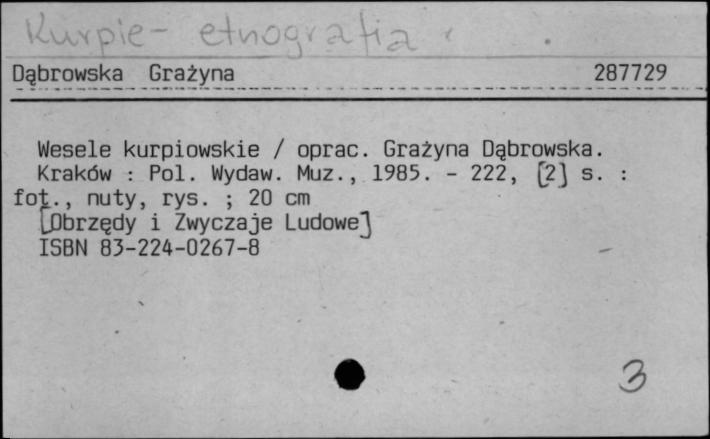 Kurpie - etnografia
Dąbrowska Grażyna 287729
Wesele kurpiowskie / oprac. Grażyna Dąbrowska.
Kraków : Pol. Wydaw. Muz., 1985. - 222, [2] s. :
fot., nuty, rys. ; 20 cm
[Obrzędy i Zwyczaje Ludowe]
ISBN 83-224-0267-8
3